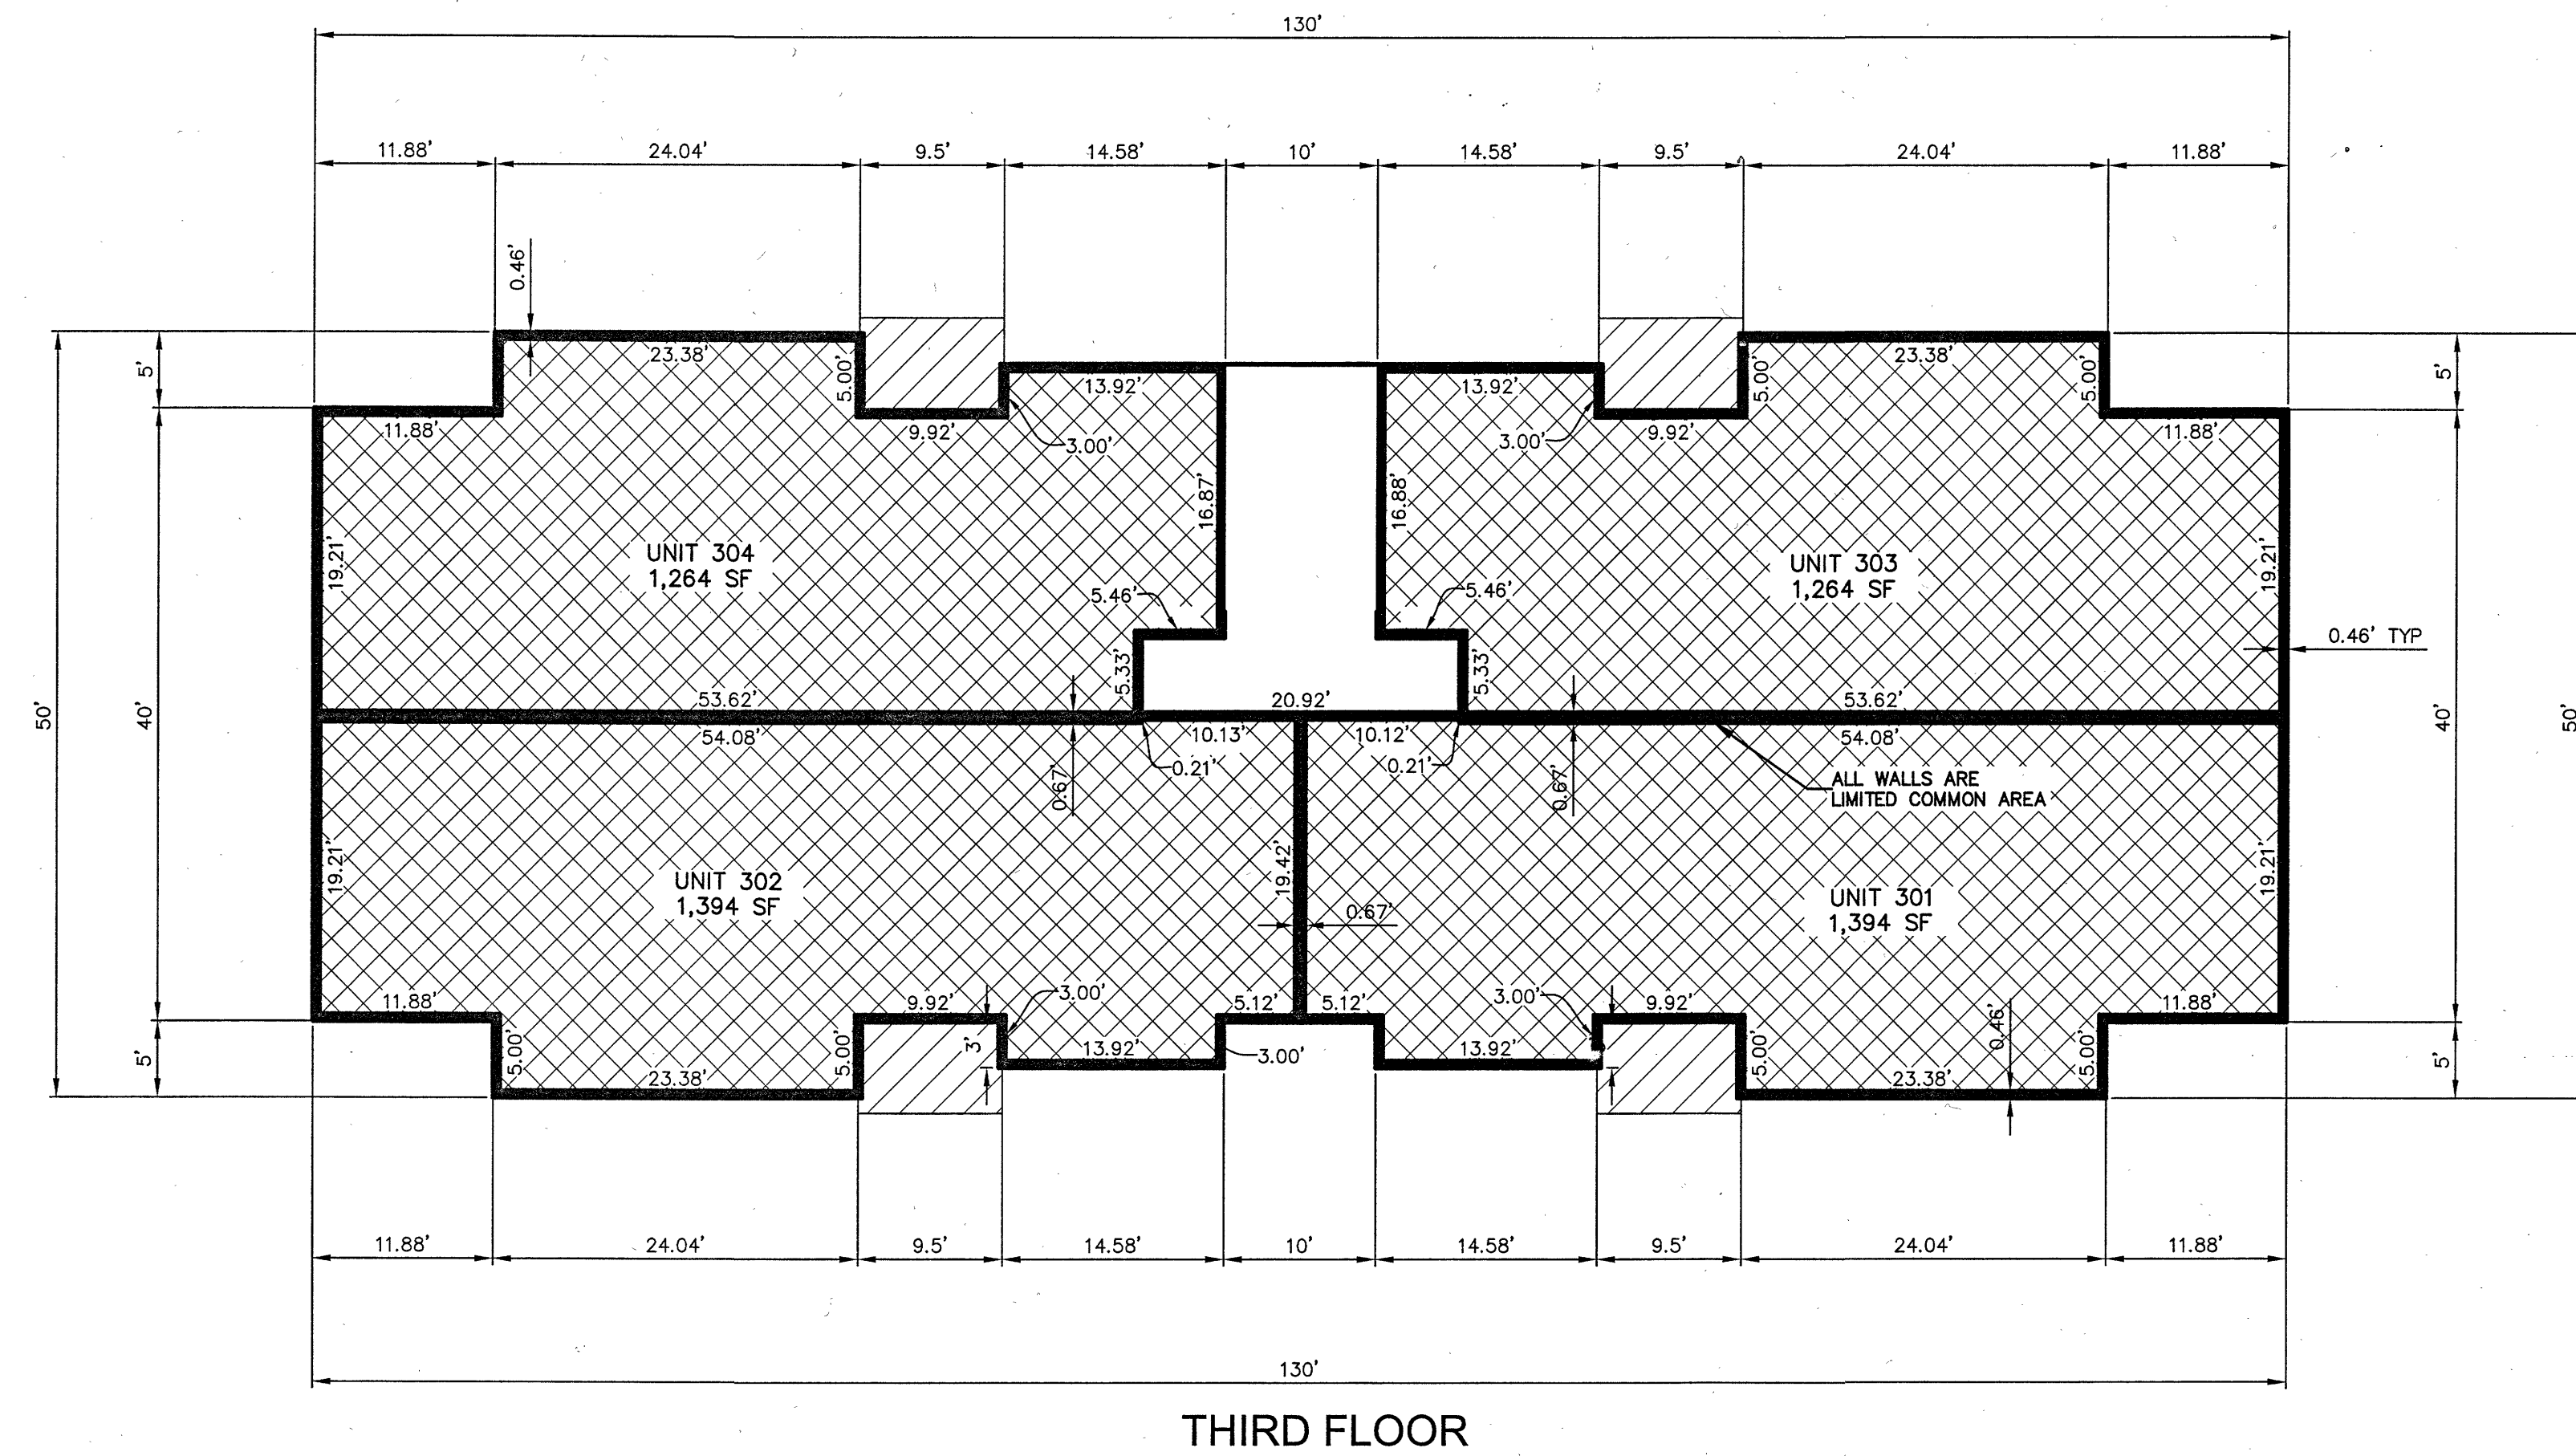 130'
11.88' 24.04' 9.5' 14.58' 10' 14.58' 9.5' 24.04' 11.88'
0.46'
5' 23.38' 5.00' 13.92' 13.92' 5.00' 23.38' 5.00' 5'
11.88' 9.92' 3.00' 3.00' 9.92' 11.88'
19.21' 16.87' 16.88' 19.21'
UNIT 304
1,264 SF
UNIT 303
1,264 SF
5.46' 5.46'
0.46' TYP
5.33' 5.33'
53.62' 20.92' 53.62'
50' 40' 40' 50'
54.08' 10.13' 10.12' 54.08'
0.21' 0.21'
0.67' 0.67'
ALL WALLS ARE
LIMITED COMMON AREA
19.21' 19.42' 19.21'
UNIT 302
1,394 SF
UNIT 301
1,394 SF
0.67'
11.88' 9.92' 3.00' 5.12' 5.12' 3.00' 9.92' 11.88'
0.46'
5' 5.00' 5.00' 3' 13.92' 3.00' 13.92' 5.00' 5.00' 5'
23.38' 23.38'
11.88' 24.04' 9.5' 14.58' 10' 14.58' 9.5' 24.04' 11.88'
130'
THIRD FLOOR